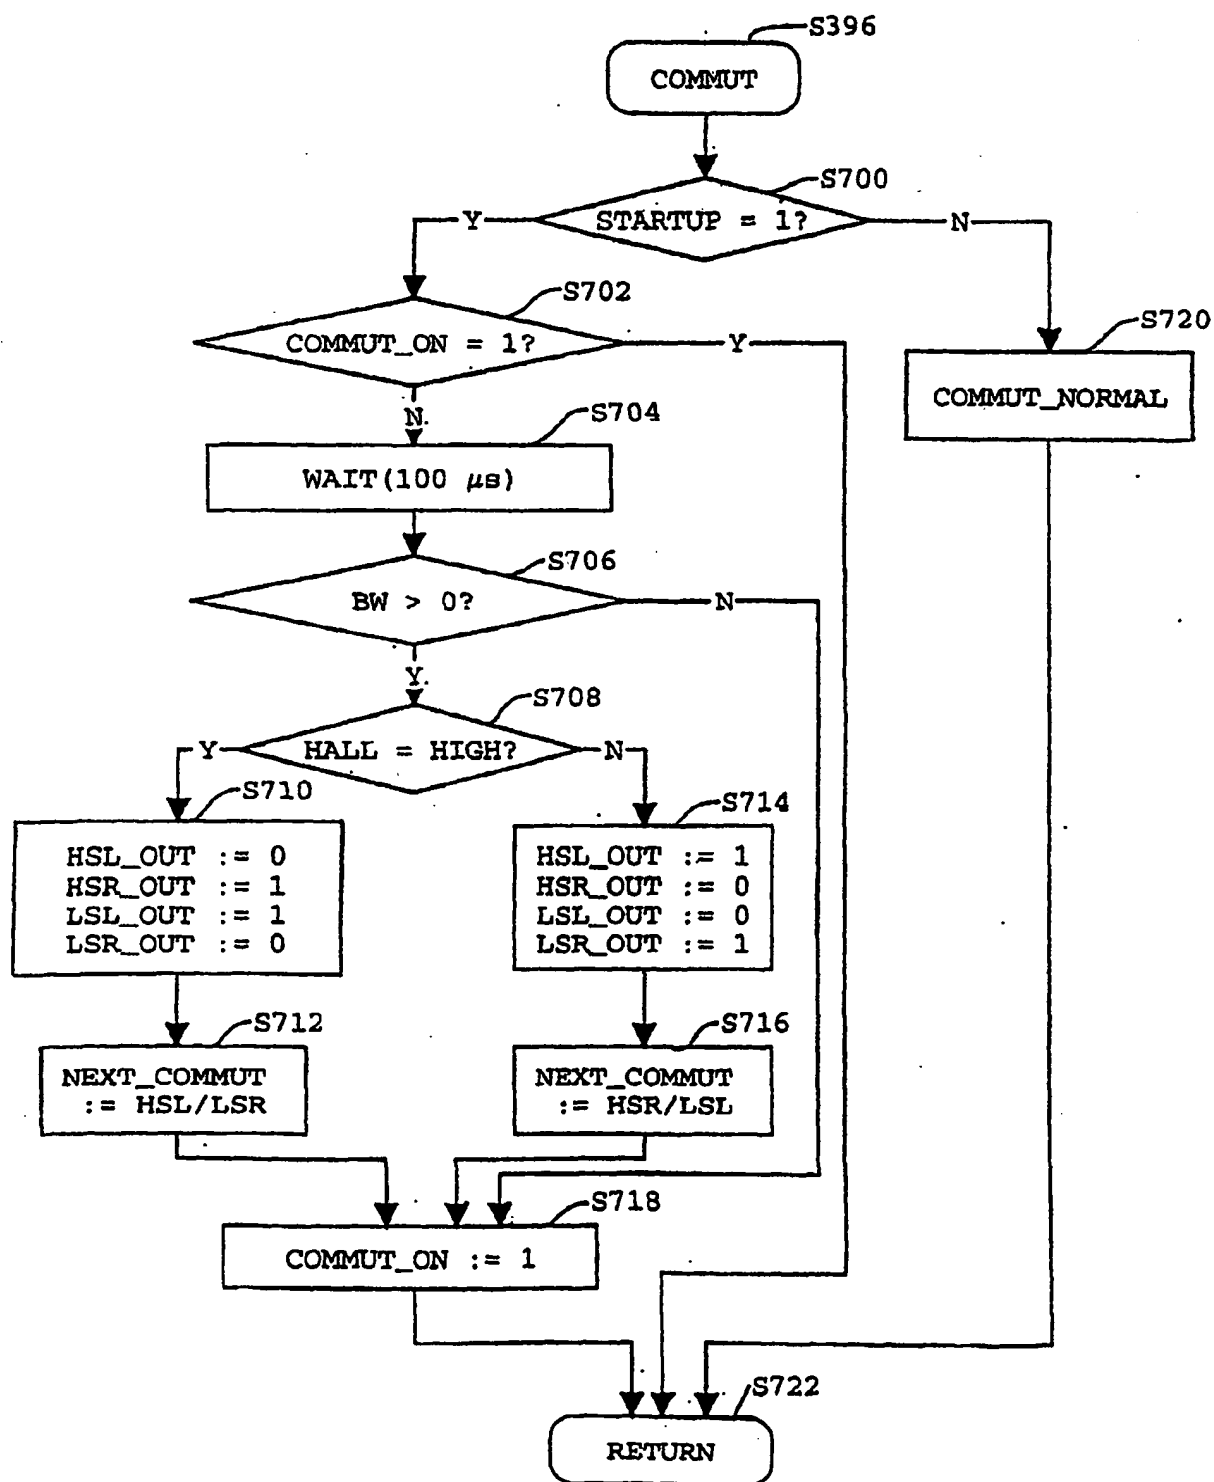 S396
COMMUT
S700
STARTUP = 1?
Y
N
S702
COMMUT_ON = 1?
Y
S720
COMMUT_NORMAL
N
S704
WAIT(100 μs)
S706
BW > 0?
N
Y
S708
HALL = HIGH?
Y
N
S710
HSL_OUT := 0
HSR_OUT := 1
LSL_OUT := 1
LSR_OUT := 0
S714
HSL_OUT := 1
HSR_OUT := 0
LSL_OUT := 0
LSR_OUT := 1
S712
NEXT_COMMUT
:= HSL/LSR
S716
NEXT_COMMUT
:= HSR/LSL
S718
COMMUT_ON := 1
S722
RETURN